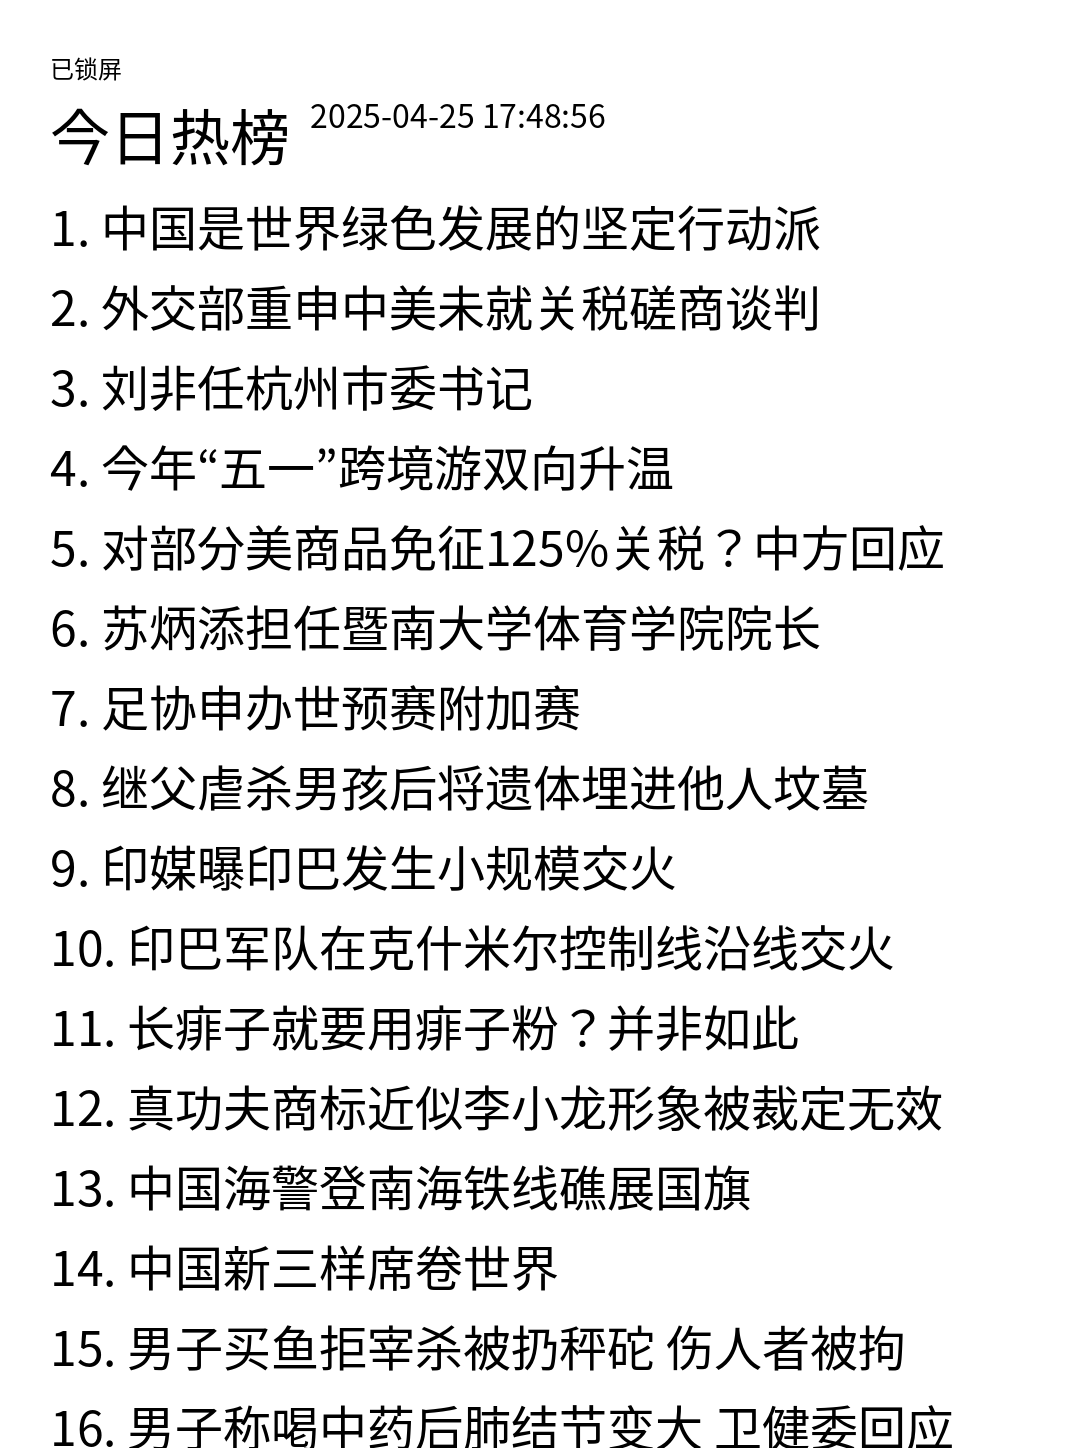 已锁屏
今日热榜 2025-04-25 17:48:56
1. 中国是世界绿色发展的坚定行动派
2. 外交部重申中美未就关税磋商谈判
3. 刘非任杭州市委书记
4. 今年“五一”跨境游双向升温
5. 对部分美商品免征125%关税？中方回应
6. 苏炳添担任暨南大学体育学院院长
7. 足协申办世预赛附加赛
8. 继父虐杀男孩后将遗体埋进他人坟墓
9. 印媒曝印巴发生小规模交火
10. 印巴军队在克什米尔控制线沿线交火
11. 长痱子就要用痱子粉？并非如此
12. 真功夫商标近似李小龙形象被裁定无效
13. 中国海警登南海铁线礁展国旗
14. 中国新三样席卷世界
15. 男子买鱼拒宰杀被扔秤砣 伤人者被拘
16. 男子称喝中药后肺结节变大 卫健委回应